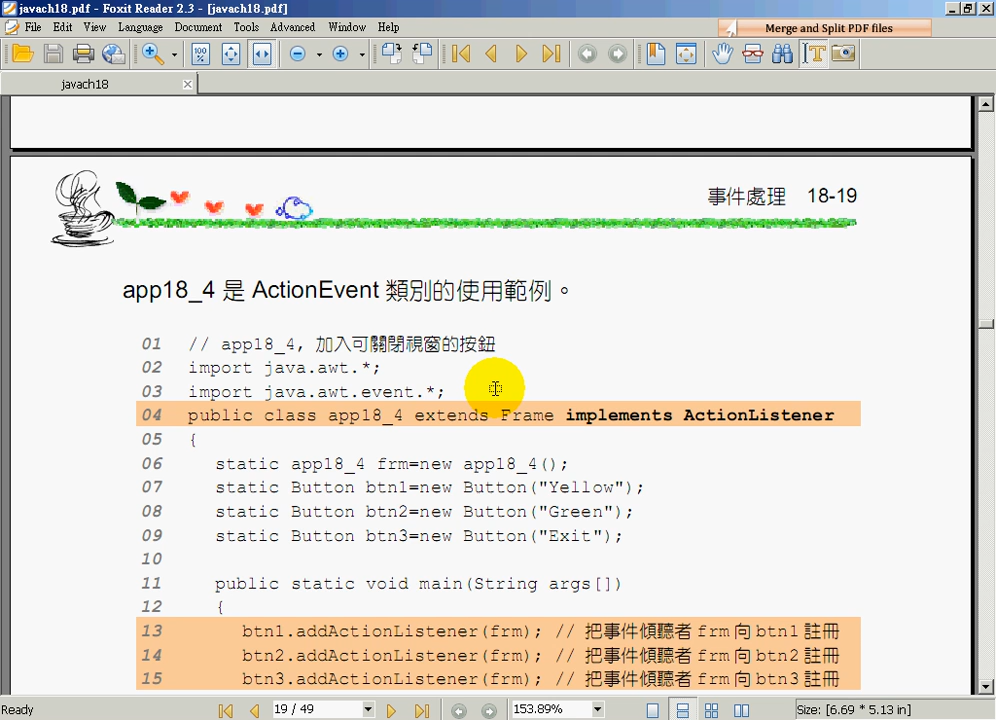 javach18.pdf - Foxit Reader 2.3 - [javach18.pdf]
File Edit View Language Document Tools Advanced Window Help
Merge and Split PDF files
100 %
javach18
事件處理 18-19
app18_4 是 ActionEvent 類別的使用範例。
01 // app18_4, 加入可關閉視窗的按鈕
02 import java.awt.*;
03 import java.awt.event.*;
04 public class app18_4 extends Frame implements ActionListener
05 {
06 static app18_4 frm=new app18_4();
07 static Button btn1=new Button("Yellow");
08 static Button btn2=new Button("Green");
09 static Button btn3=new Button("Exit");
10
11 public static void main(String args[])
12 {
13 btn1.addActionListener(frm); // 把事件傾聽者 frm 向 btn1 註冊
14 btn2.addActionListener(frm); // 把事件傾聽者 frm 向 btn2 註冊
15 btn3.addActionListener(frm); // 把事件傾聽者 frm 向 btn3 註冊
Ready 19 / 49 153.89% Size: [6.69 * 5.13 in]